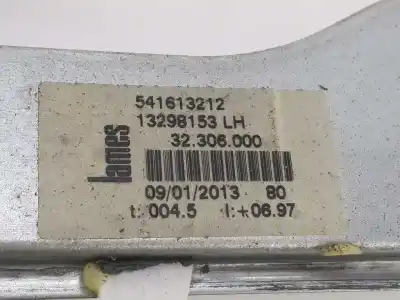 541613212
13298153 LH
32.306.000
lames
09/01/2013 80
t: 004.5 I:+06.97